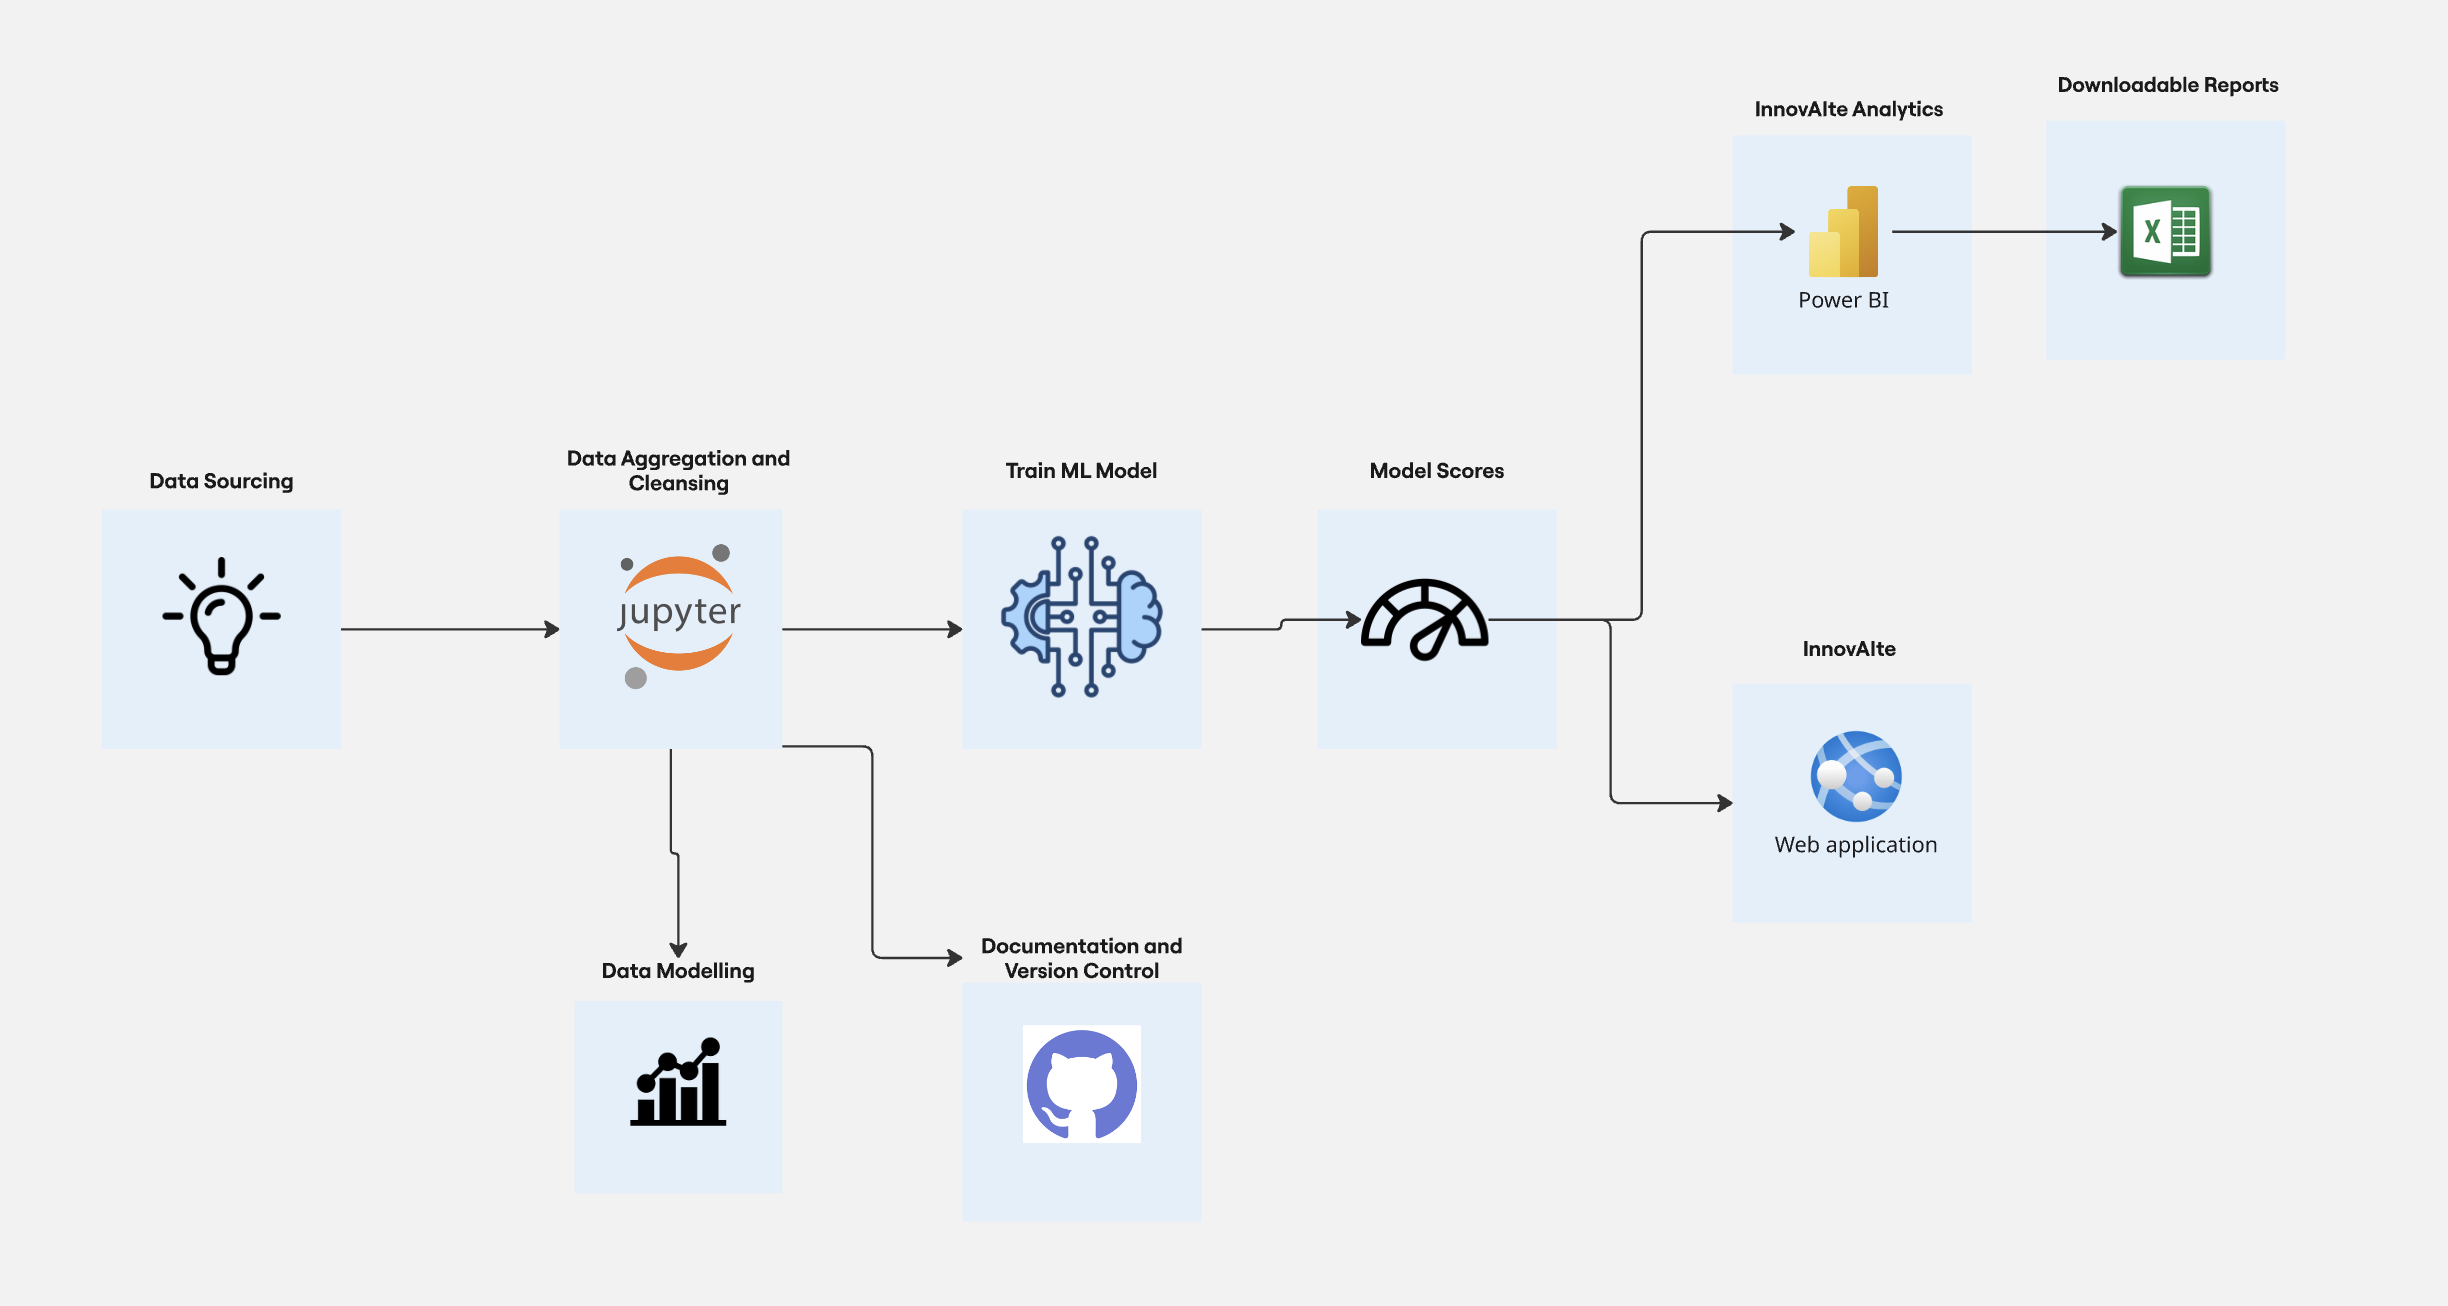 Downloadable Reports
InnovAIte Analytics
X
Power BI
Data Sourcing
Data Aggregation and
Cleansing
Train ML Model
Model Scores
jupyter
InnovAIte
Web application
Data Modelling
Documentation and
Version Control